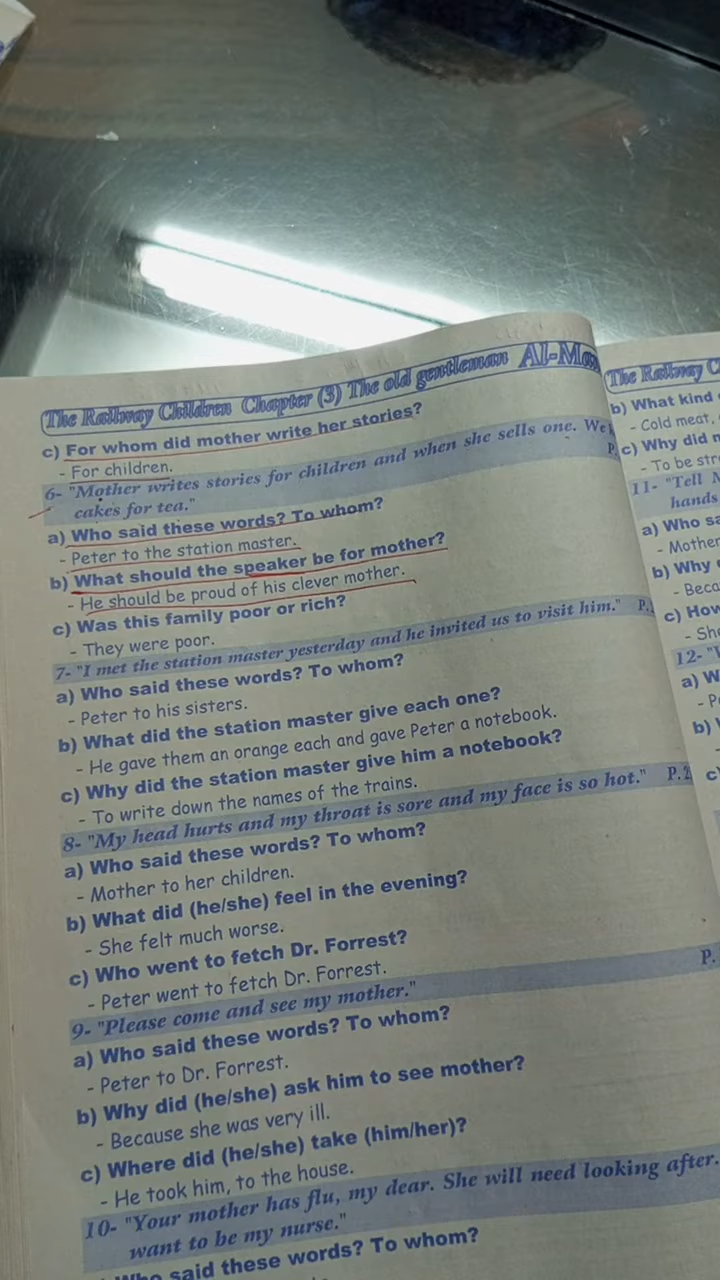 The Railway Children Chapter (3) The old gentleman
c) For whom did mother write her stories?
- For children.
6- "Mother writes stories for children and when she sells one. We
cakes for tea."
a) Who said these words? To whom?
- Peter to the station master.
b) What should the speaker be for mother?
- He should be proud of his clever mother.
c) Was this family poor or rich?
- They were poor.
7- "I met the station master yesterday and he invited us to visit him." P.
a) Who said these words? To whom?
- Peter to his sisters.
b) What did the station master give each one?
- He gave them an orange each and gave Peter a notebook.
c) Why did the station master give him a notebook?
- To write down the names of the trains.
8- "My head hurts and my throat is sore and my face is so hot." P.2
a) Who said these words? To whom?
- Mother to her children.
b) What did (he/she) feel in the evening?
- She felt much worse.
c) Who went to fetch Dr. Forrest?
- Peter went to fetch Dr. Forrest.
9- "Please come and see my mother." P.
a) Who said these words? To whom?
- Peter to Dr. Forrest.
b) Why did (he/she) ask him to see mother?
- Because she was very ill.
c) Where did (he/she) take (him/her)?
- He took him, to the house.
10- "Your mother has flu, my dear. She will need looking after.
want to be my nurse."
said these words? To whom?
The Railway C
b) What kind
- Cold meat,
c) Why did
- To be
11- "Tell
hands
a) Who
- Mother
b) Why
-
c) How
- She
12-
a)
-
b)
c)